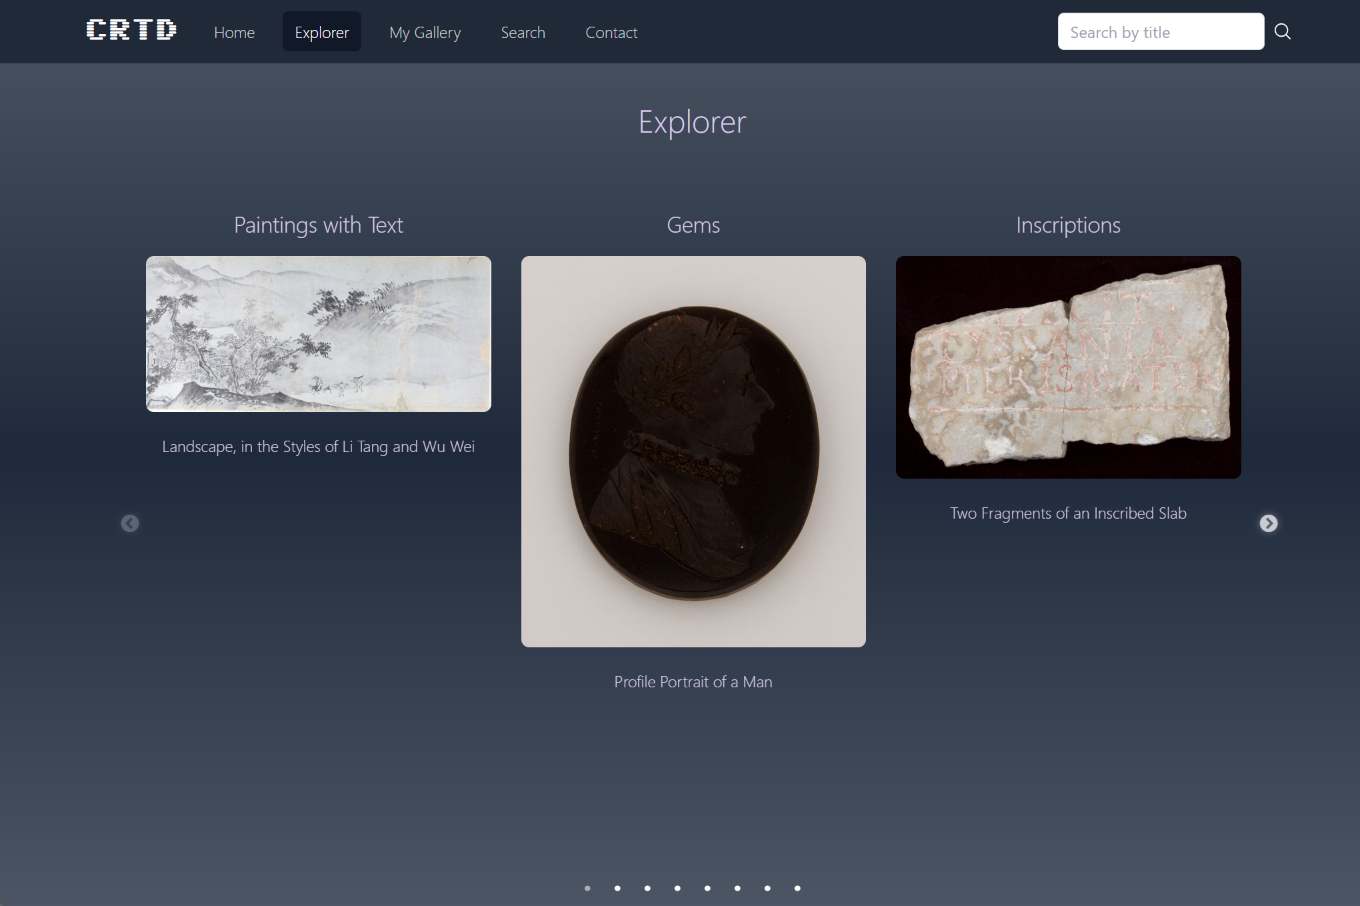 CRTD
Home
Explorer
My Gallery
Search
Contact
Search by title
Explorer
Paintings with Text
Gems
Inscriptions
Landscape, in the Styles of Li Tang and Wu Wei
Two Fragments of an Inscribed Slab
Profile Portrait of a Man